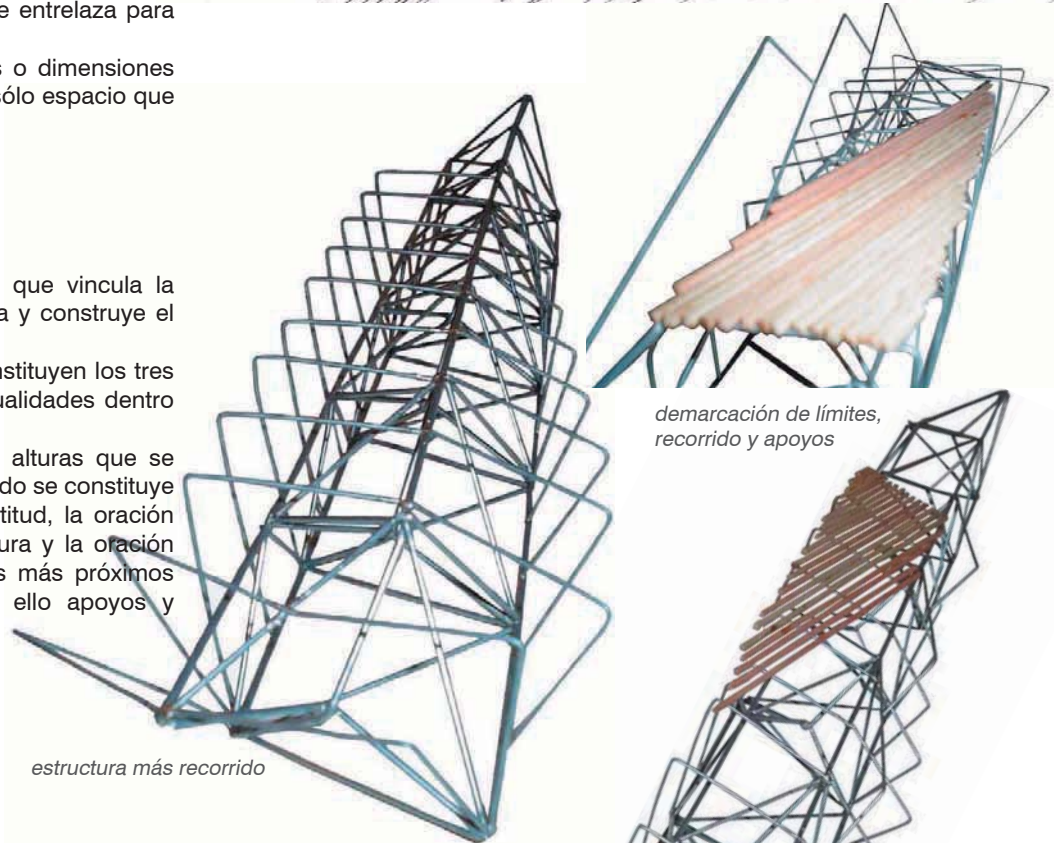 e entrelaza para
s o dimensiones
sólo espacio que
que vincula la
a y construye el
nstituyen los tres
ualidades dentro
alturas que se
do se constituye
titud, la oración
ura y la oración
s más próximos
ello apoyos y
demarcación de límites,
recorrido y apoyos
estructura más recorrido